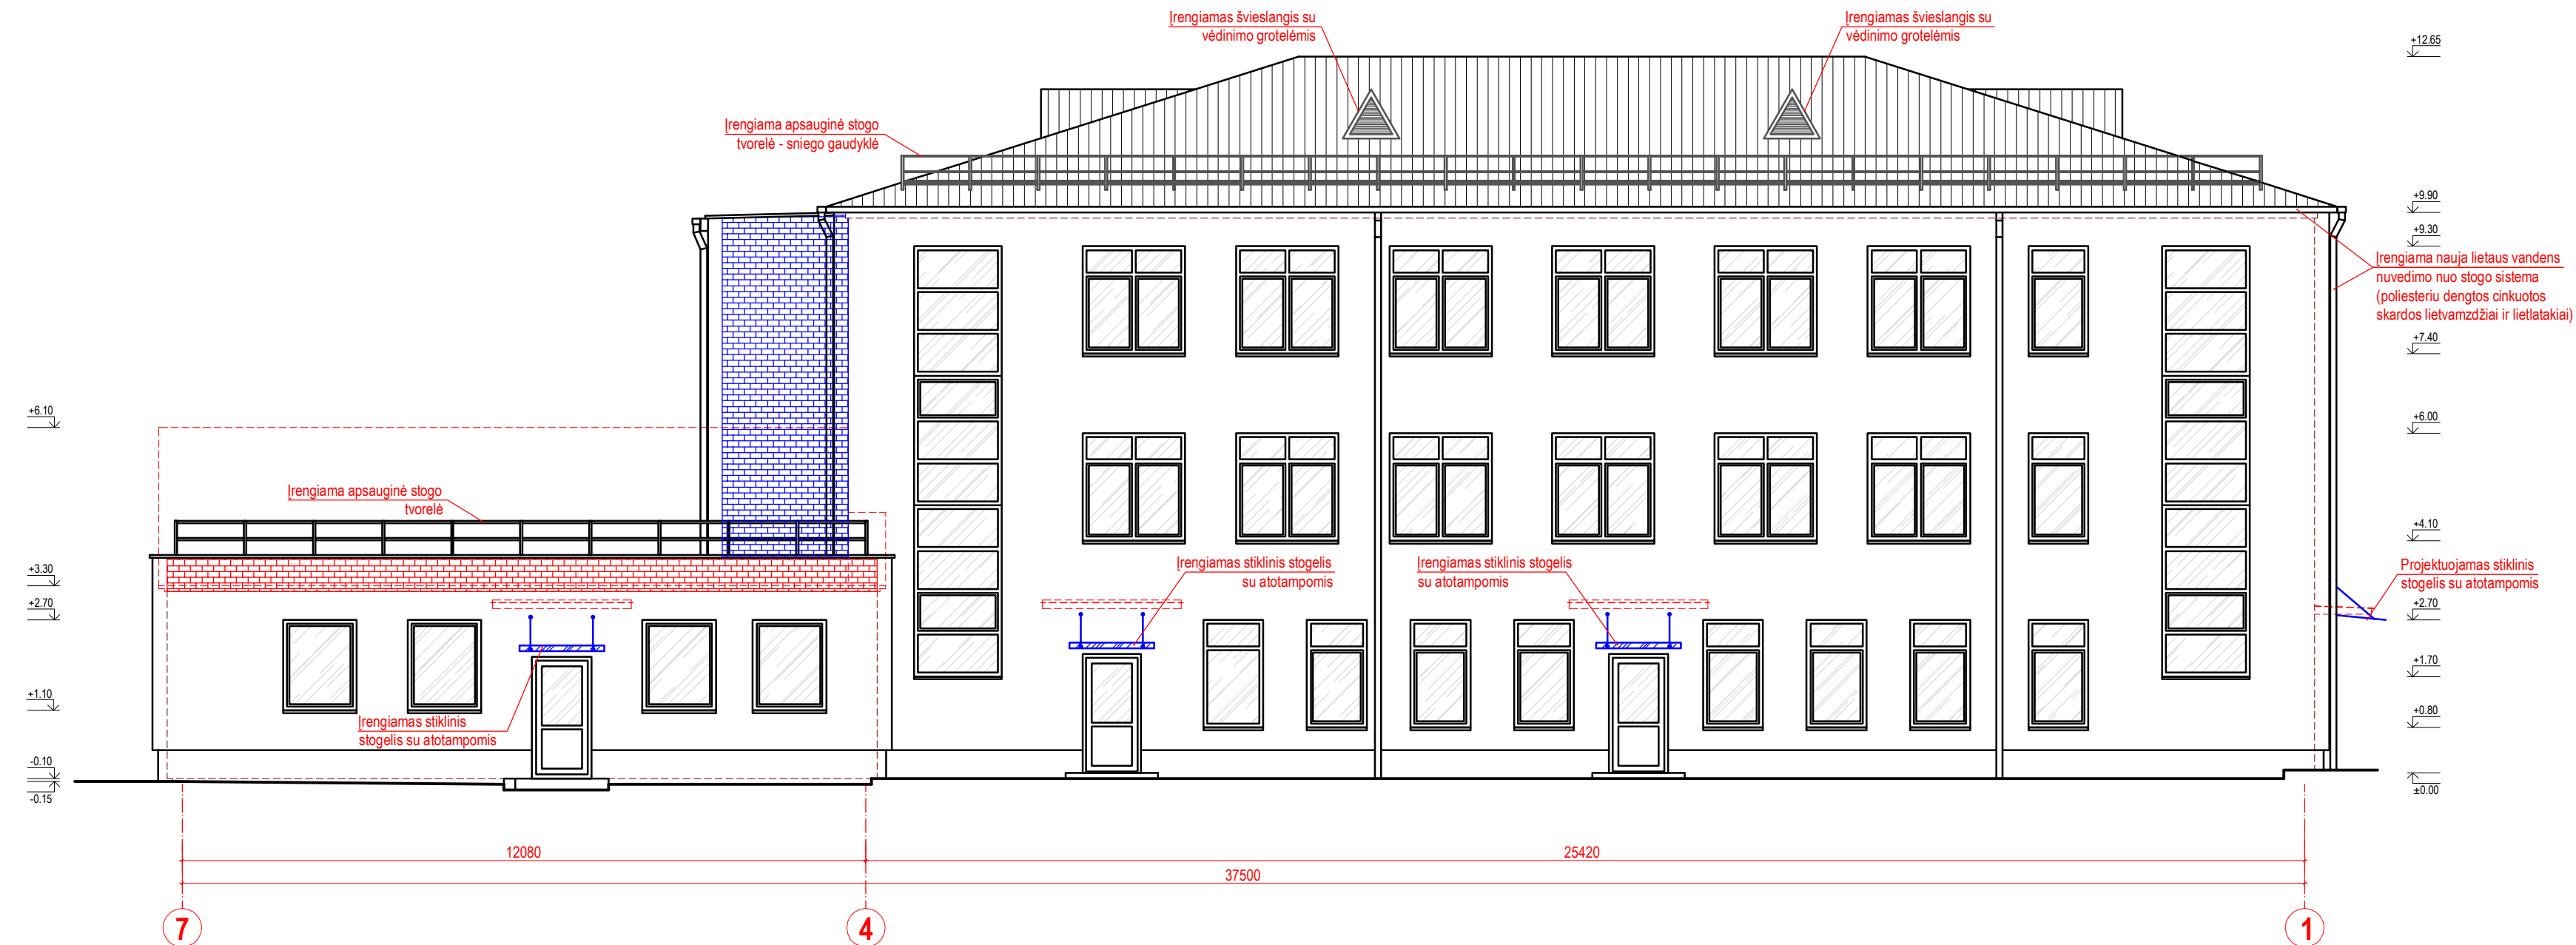 Įrengiamas švieslangis su
vėdinimo grotelėmis
Įrengiamas švieslangis su
vėdinimo grotelėmis
+12.65
Įrengiama apsauginė stogo
tvorelė - sniego gaudyklė
+9.90
+9.30
Įrengiama nauja lietaus vandens
nuvedimo nuo stogo sistema
(poliesteriu dengtos cinkuotos
skardos lietvamzdžiai ir lietlatakiai)
+7.40
+6.10
+6.00
Įrengiama apsauginė stogo
tvorelė
+4.10
+3.30
Įrengiamas stiklinis stogelis
su atotampomis
Įrengiamas stiklinis stogelis
su atotampomis
Projektuojamas stiklinis
stogelis su atotampomis
+2.70
+2.70
+1.70
+1.10
Įrengiamas stiklinis
stogelis su atotampomis
+0.80
-0.10
-0.15
±0.00
12080
25420
37500
7
4
1